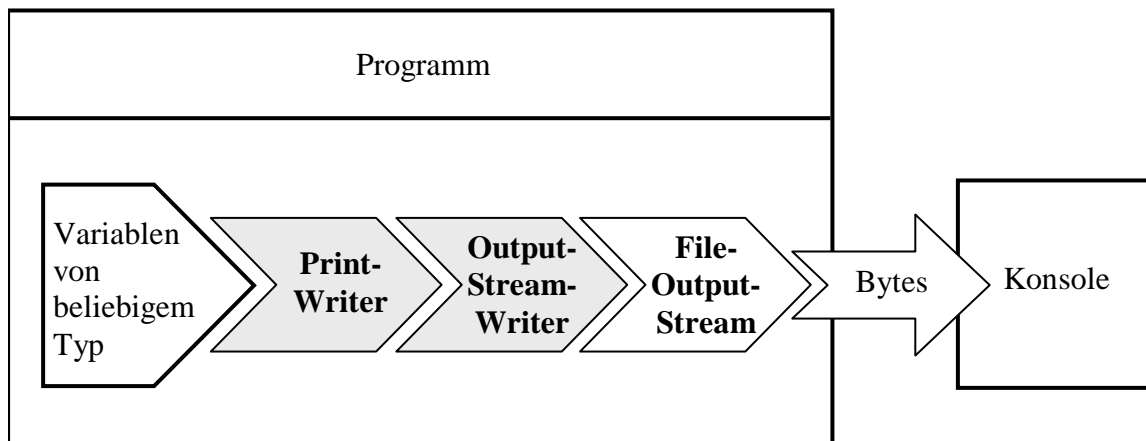 Programm
Variablen
von
beliebigem
Typ
Print-
Writer
Output-
Stream-
Writer
File-
Output-
Stream
Bytes
Konsole